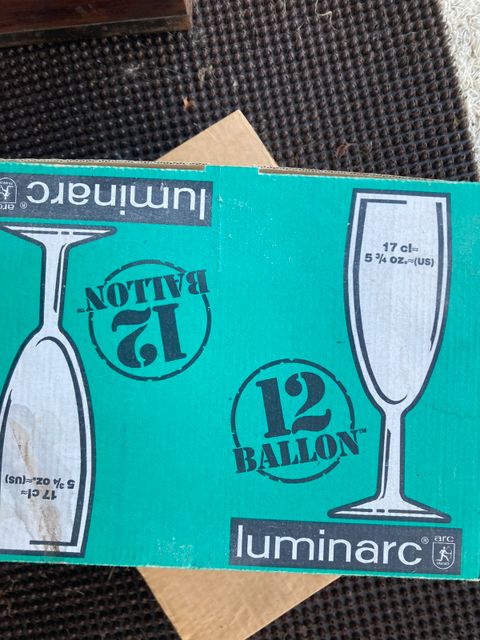 luminarc®
arc
12
BALLON™
17 cl≈
5 ¾ oz.≈(US)
17 cl≈
5 ¾ oz.≈(US)
12
BALLON™
luminarc®
arc